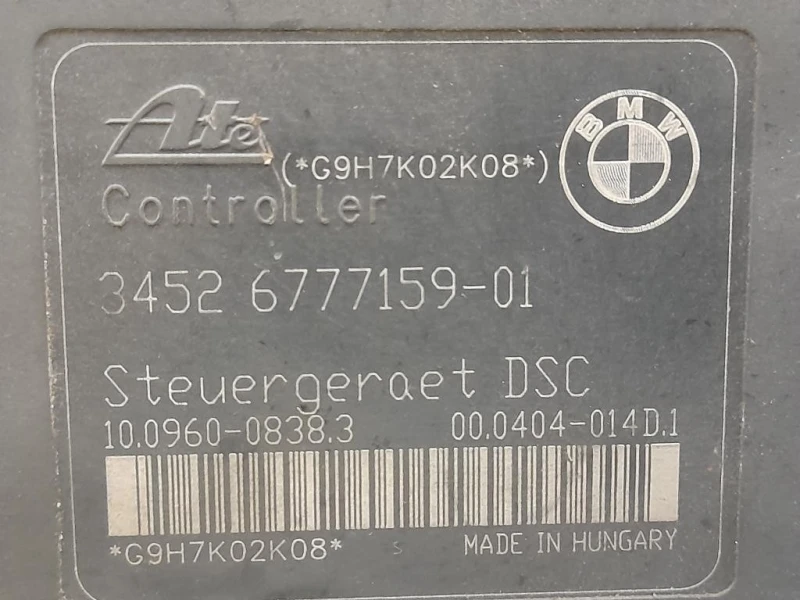 Ate
BMW
(*G9H7K02K08*)
Controller
3452 6777159-01
Steuergeraet DSC
10.0960-0838.3 00.0404-014D.1
*G9H7K02K08* S MADE IN HUNGARY